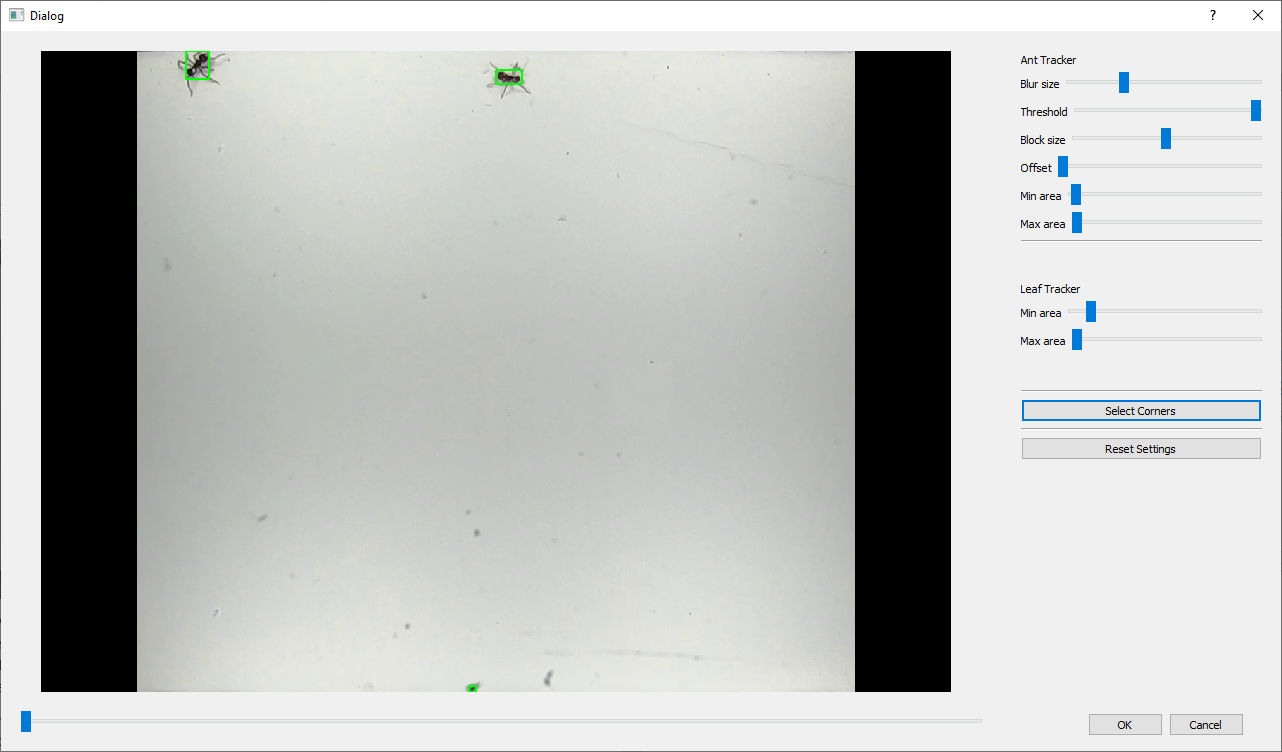 Dialog
Ant Tracker
Blur size
Threshold
Block size
Offset
Min area
Max area
Leaf Tracker
Min area
Max area
Select Corners
Reset Settings
OK Cancel